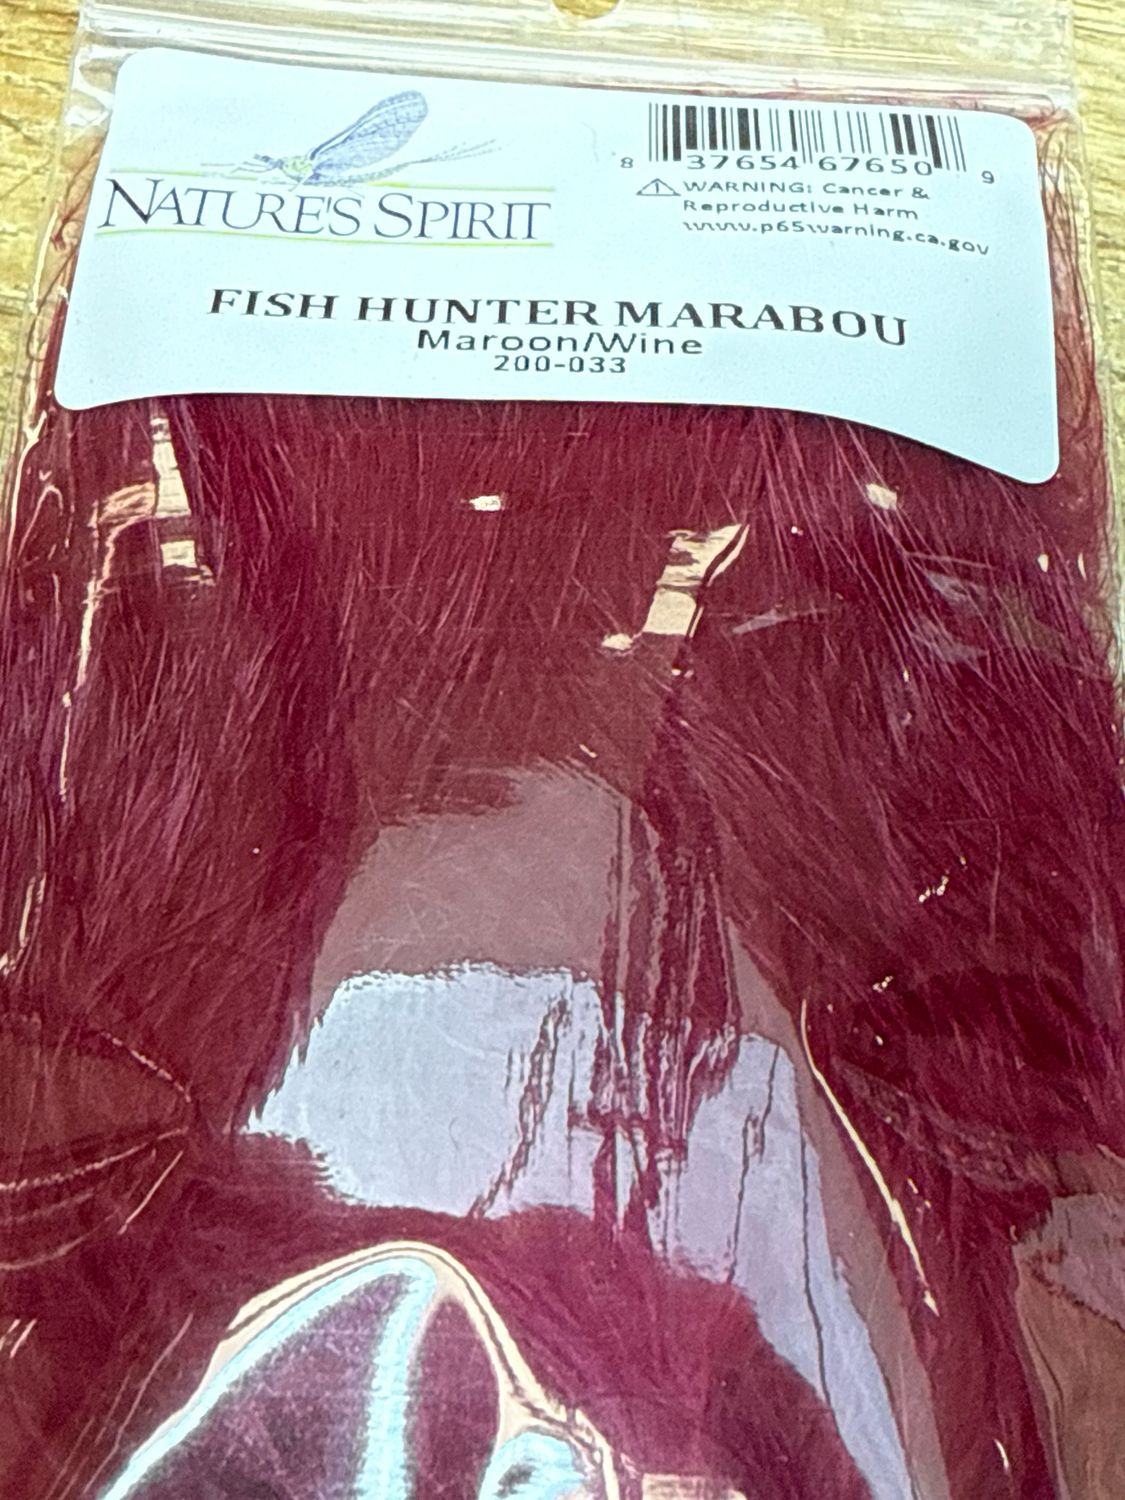 NATURE'S SPIRIT
8 37654 67650 9
WARNING: Cancer &
Reproductive Harm
www.p65warning.ca.gov
FISH HUNTER MARABOU
Maroon/Wine
200-033